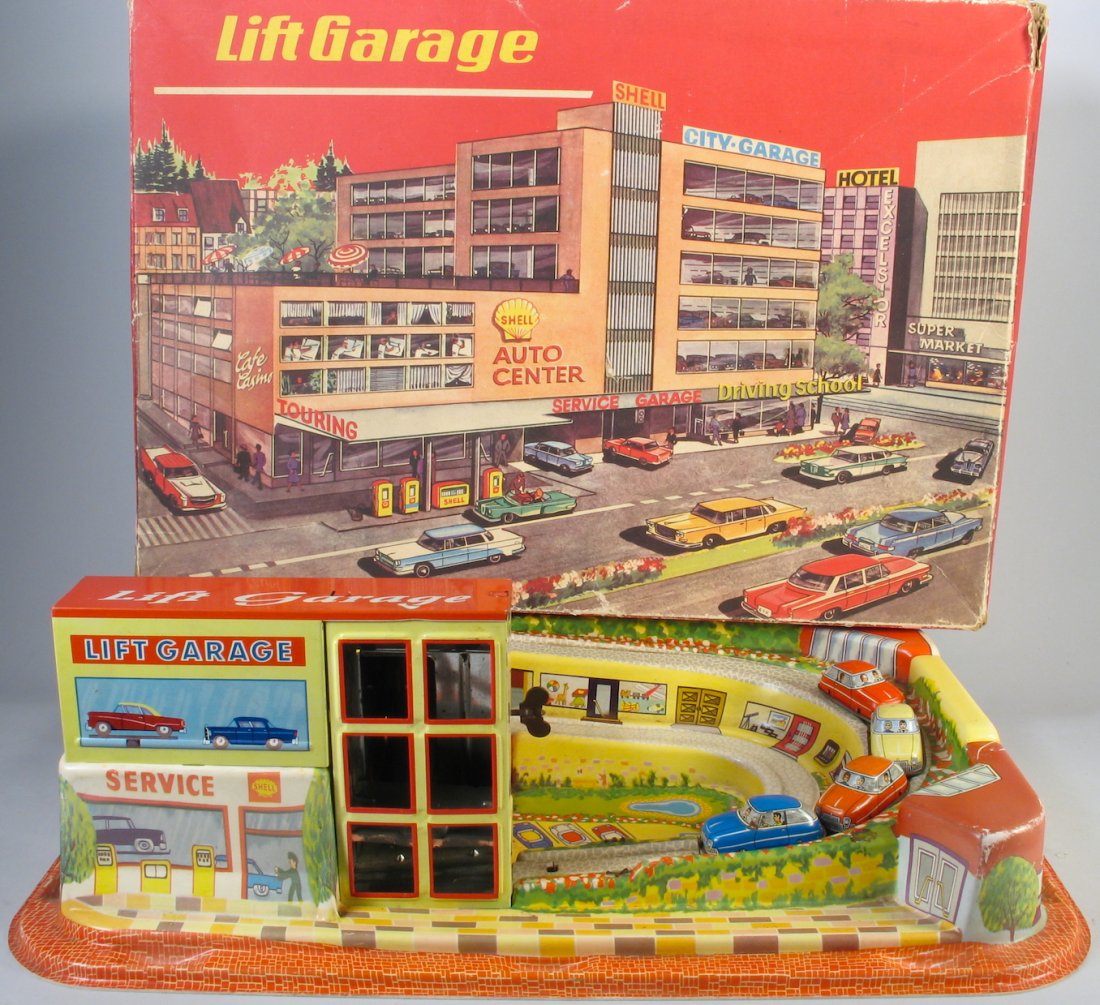 Lift Garage
SHELL
CITY-GARAGE
HOTEL
EXCELSIOR
SUPER
MARKET
SHELL
AUTO
CENTER
Cafe
Casino
TOURING
SERVICE GARAGE
Driving School
SHELL
Lift Garage
LIFT GARAGE
SERVICE
SHELL